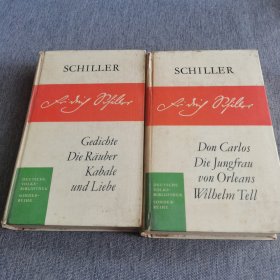 SCHILLER
Friedrich Schiller
Gedichte
Die Räuber
Kabale
und Liebe
DEUTSCHE
VOLKS-
BIBLIOTHEK
SONDER-
REIHE
SCHILLER
Friedrich Schiller
Don Carlos
Die Jungfrau
von Orleans
Wilhelm Tell
DEUTSCHE
VOLKS-
BIBLIOTHEK
SONDER-
REIHE